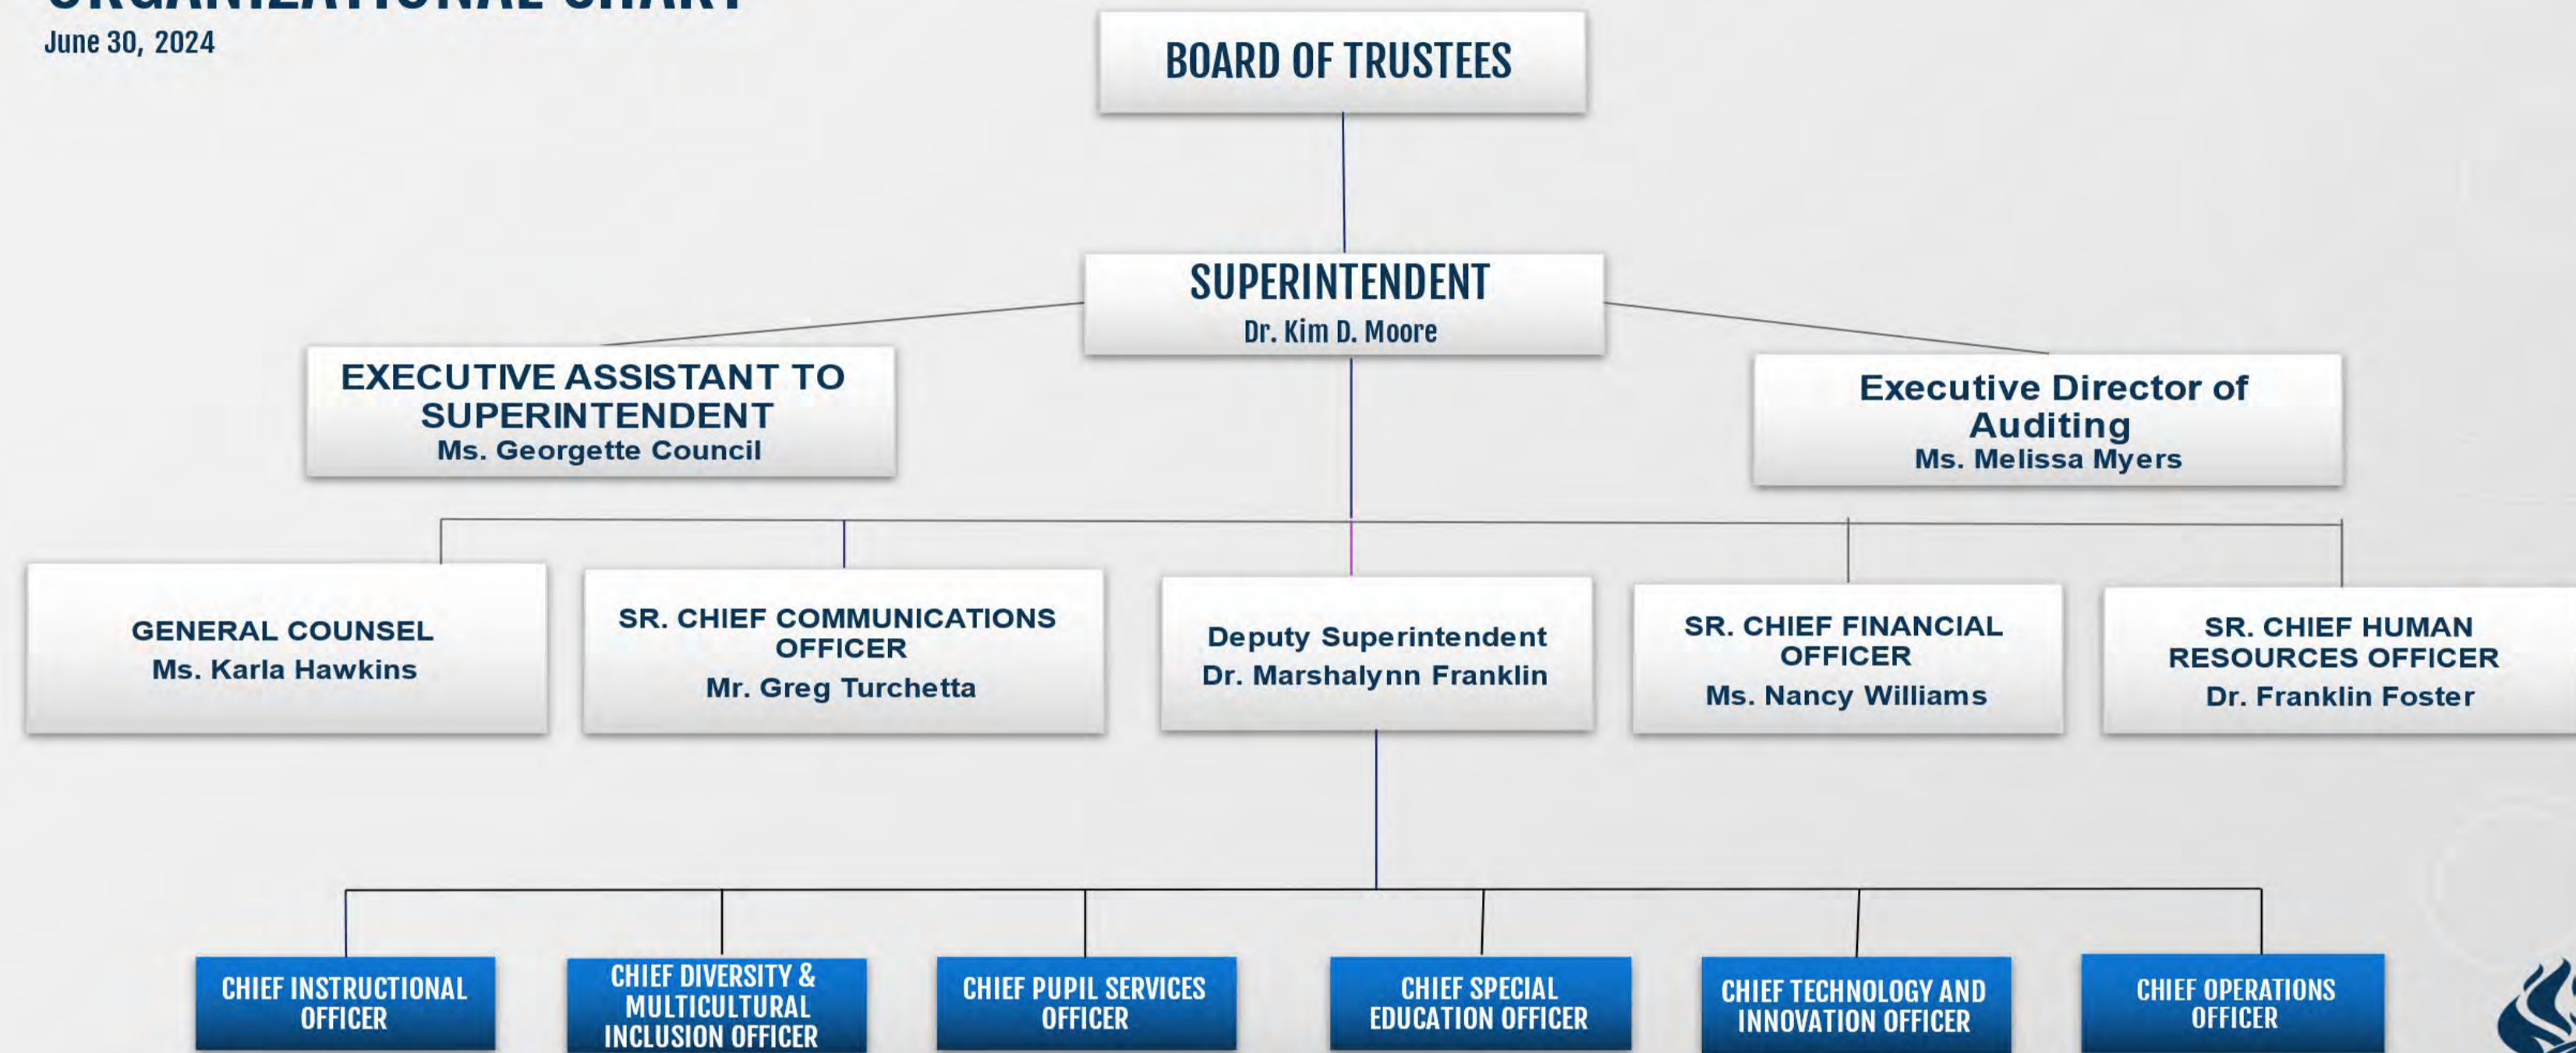 ORGANIZATIONAL CHART
June 30, 2024
BOARD OF TRUSTEES
SUPERINTENDENT
Dr. Kim D. Moore
EXECUTIVE ASSISTANT TO
SUPERINTENDENT
Ms. Georgette Council
Executive Director of
Auditing
Ms. Melissa Myers
GENERAL COUNSEL
Ms. Karla Hawkins
SR. CHIEF COMMUNICATIONS
OFFICER
Mr. Greg Turchetta
Deputy Superintendent
Dr. Marshalynn Franklin
SR. CHIEF FINANCIAL
OFFICER
Ms. Nancy Williams
SR. CHIEF HUMAN
RESOURCES OFFICER
Dr. Franklin Foster
CHIEF INSTRUCTIONAL
OFFICER
CHIEF DIVERSITY &
MULTICULTURAL
INCLUSION OFFICER
CHIEF PUPIL SERVICES
OFFICER
CHIEF SPECIAL
EDUCATION OFFICER
CHIEF TECHNOLOGY AND
INNOVATION OFFICER
CHIEF OPERATIONS
OFFICER